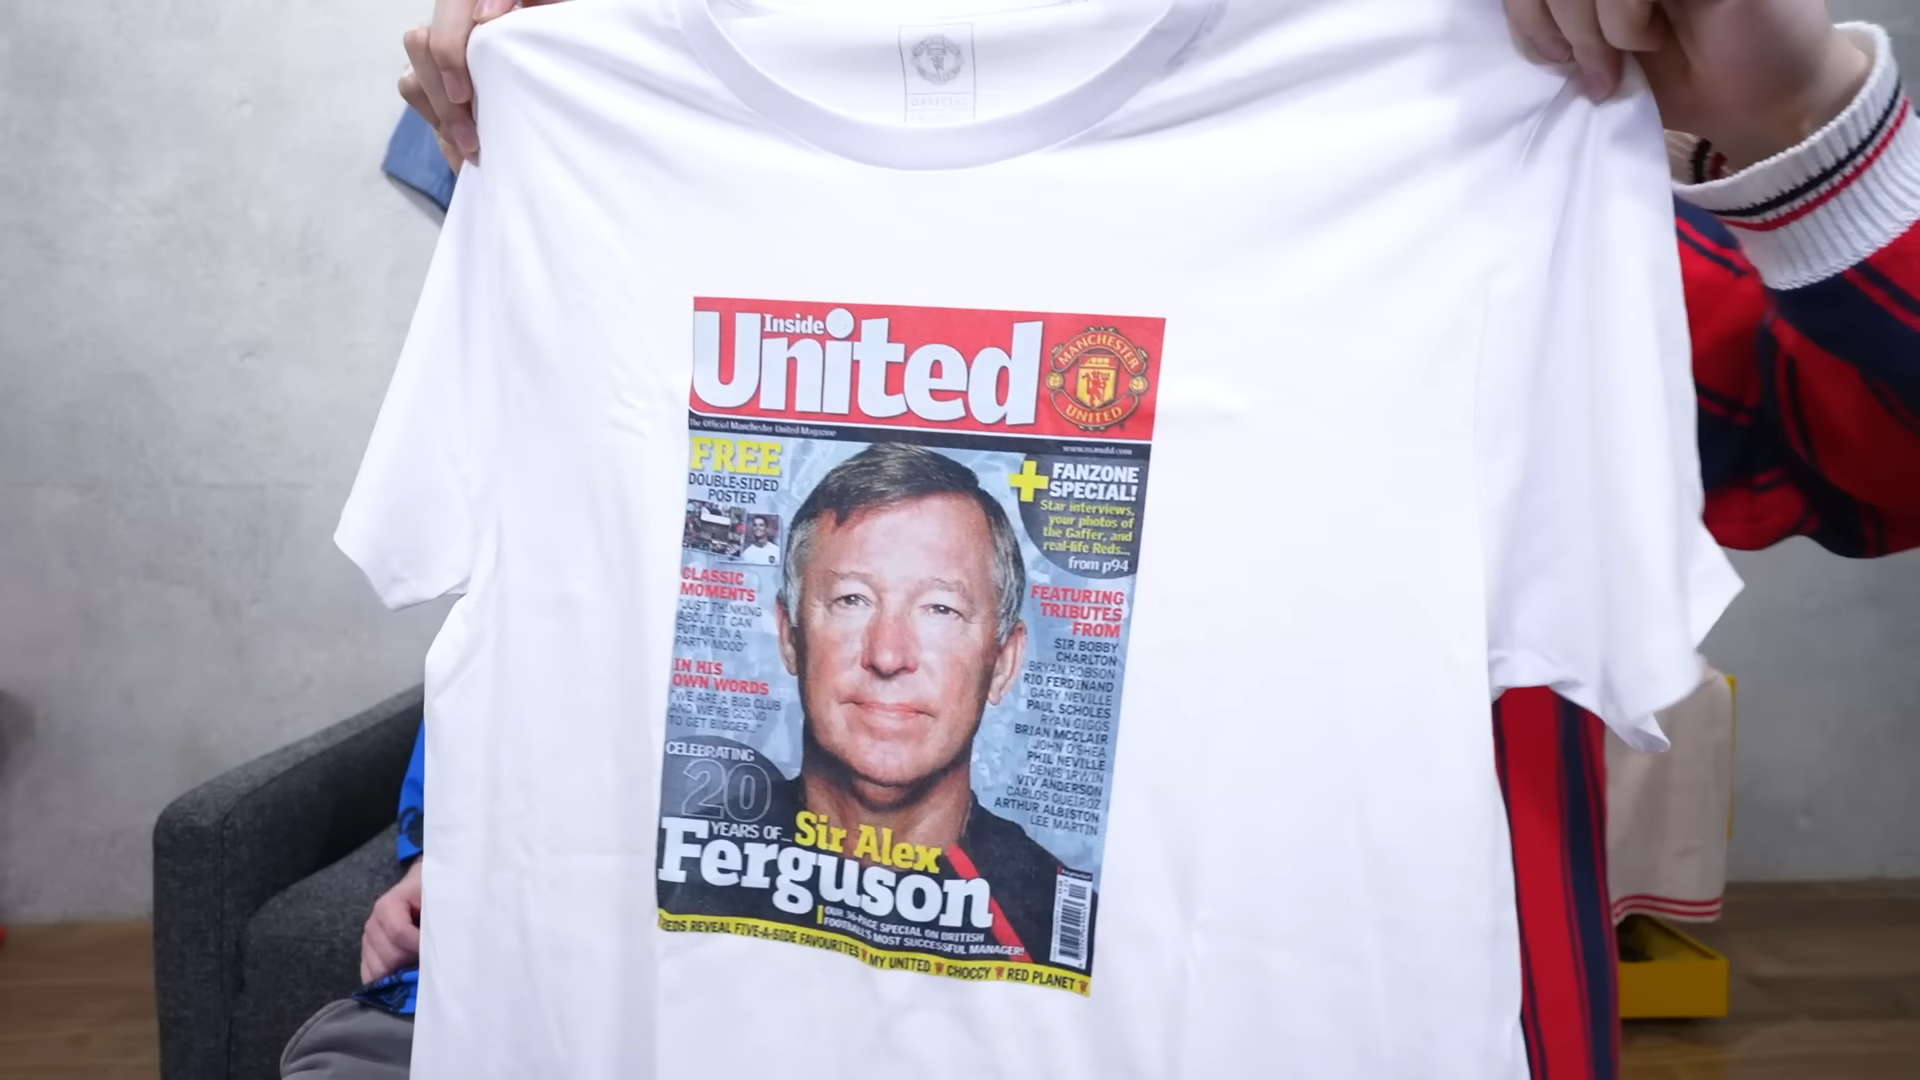 OFFICIAL
Inside
United
MANCHESTER
UNITED
The Official Manchester United Magazine
www.manutd.com
FREE
DOUBLE-SIDED
POSTER
FANZONE
SPECIAL!
Star interviews,
your photos of
the Gaffer, and
real-life Reds...
from p94
CLASSIC
MOMENTS
"JUST THINKING
ABOUT IT CAN
PUT ME IN A
PARTY MOOD"
IN HIS
OWN WORDS
"WE ARE A BIG CLUB
AND WE'RE GOING
TO GET BIGGER..."
FEATURING
TRIBUTES
FROM
SIR BOBBY
CHARLTON
BRYAN ROBSON
RIO FERDINAND
GARY NEVILLE
PAUL SCHOLES
RYAN GIGGS
BRIAN MCCLAIR
JOHN O'SHEA
PHIL NEVILLE
DENIS IRWIN
VIV ANDERSON
CARLOS QUEIROZ
ARTHUR ALBISTON
LEE MARTIN
CELEBRATING
20
YEARS OF...
Sir Alex
Ferguson
OUR 36-PAGE SPECIAL ON BRITISH
FOOTBALL'S MOST SUCCESSFUL MANAGER!
REDS REVEAL FIVE-A-SIDE FAVOURITES MY UNITED CHOCCY RED PLANET